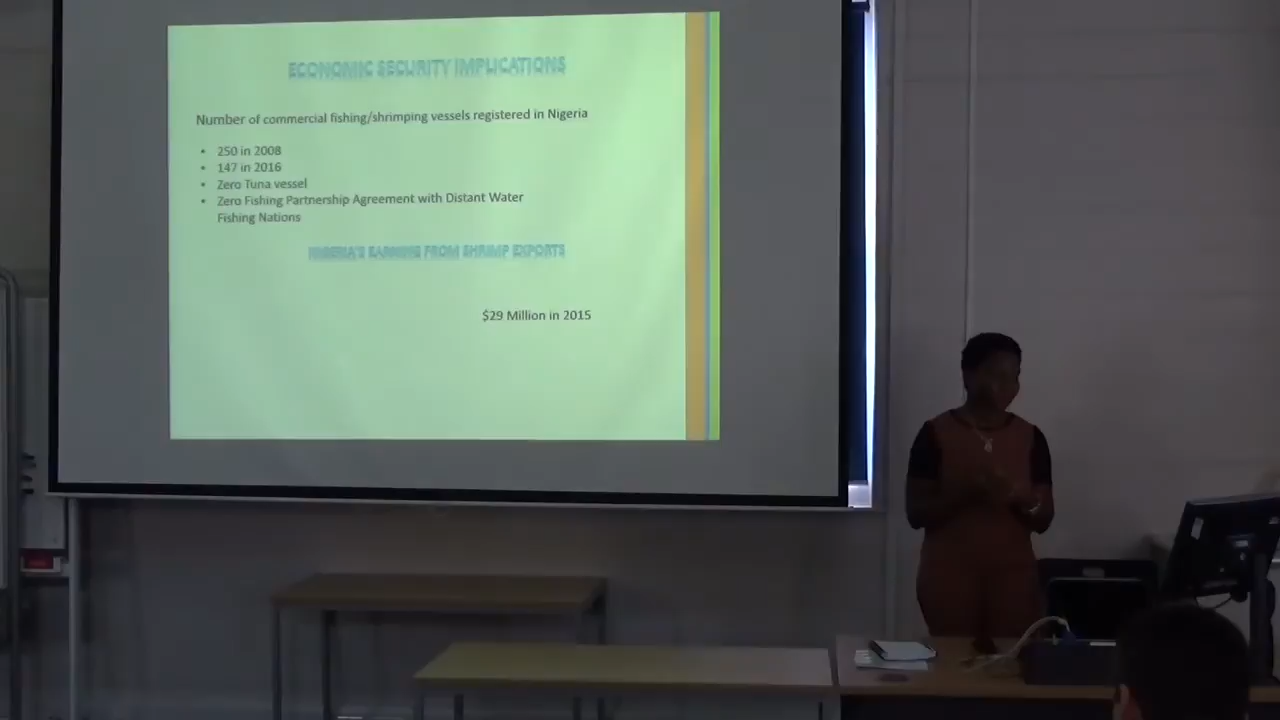 ECONOMIC SECURITY IMPLICATIONS
Number of commercial fishing/shrimping vessels registered in Nigeria
• 250 in 2008
• 147 in 2016
• Zero Tuna vessel
• Zero Fishing Partnership Agreement with Distant Water
Fishing Nations
NIGERIA'S EARNING FROM SHRIMP EXPORTS
$29 Million in 2015